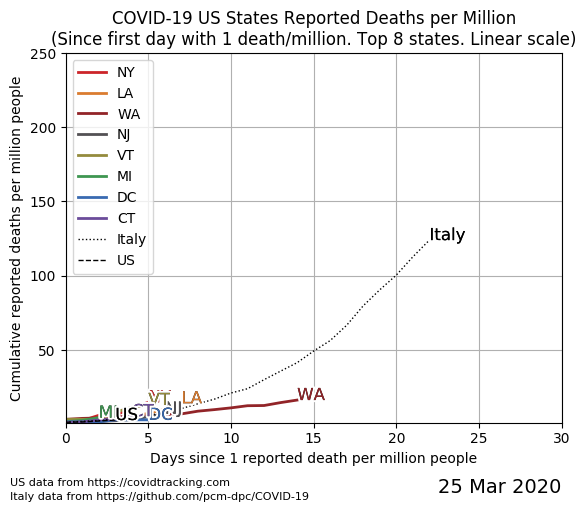 COVID-19 US States Reported Deaths per Million
(Since first day with 1 death/million. Top 8 states. Linear scale)
Cumulative reported deaths per million people
250
200
150
100
50
NY
LA
WA
NJ
VT
MI
DC
CT
Italy
US
Italy
WA
LA
NJ
CT
DC
US
0
5
10
15
20
25
30
Days since 1 reported death per million people
US data from https://covidtracking.com
Italy data from https://github.com/pcm-dpc/COVID-19
25 Mar 2020